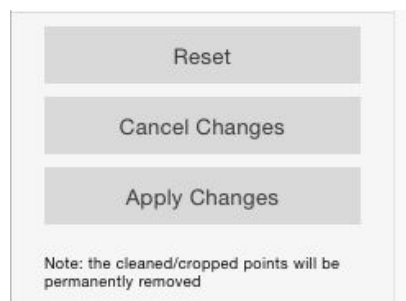 Reset
Cancel Changes
Apply Changes
Note: the cleaned/cropped points will be
permanently removed